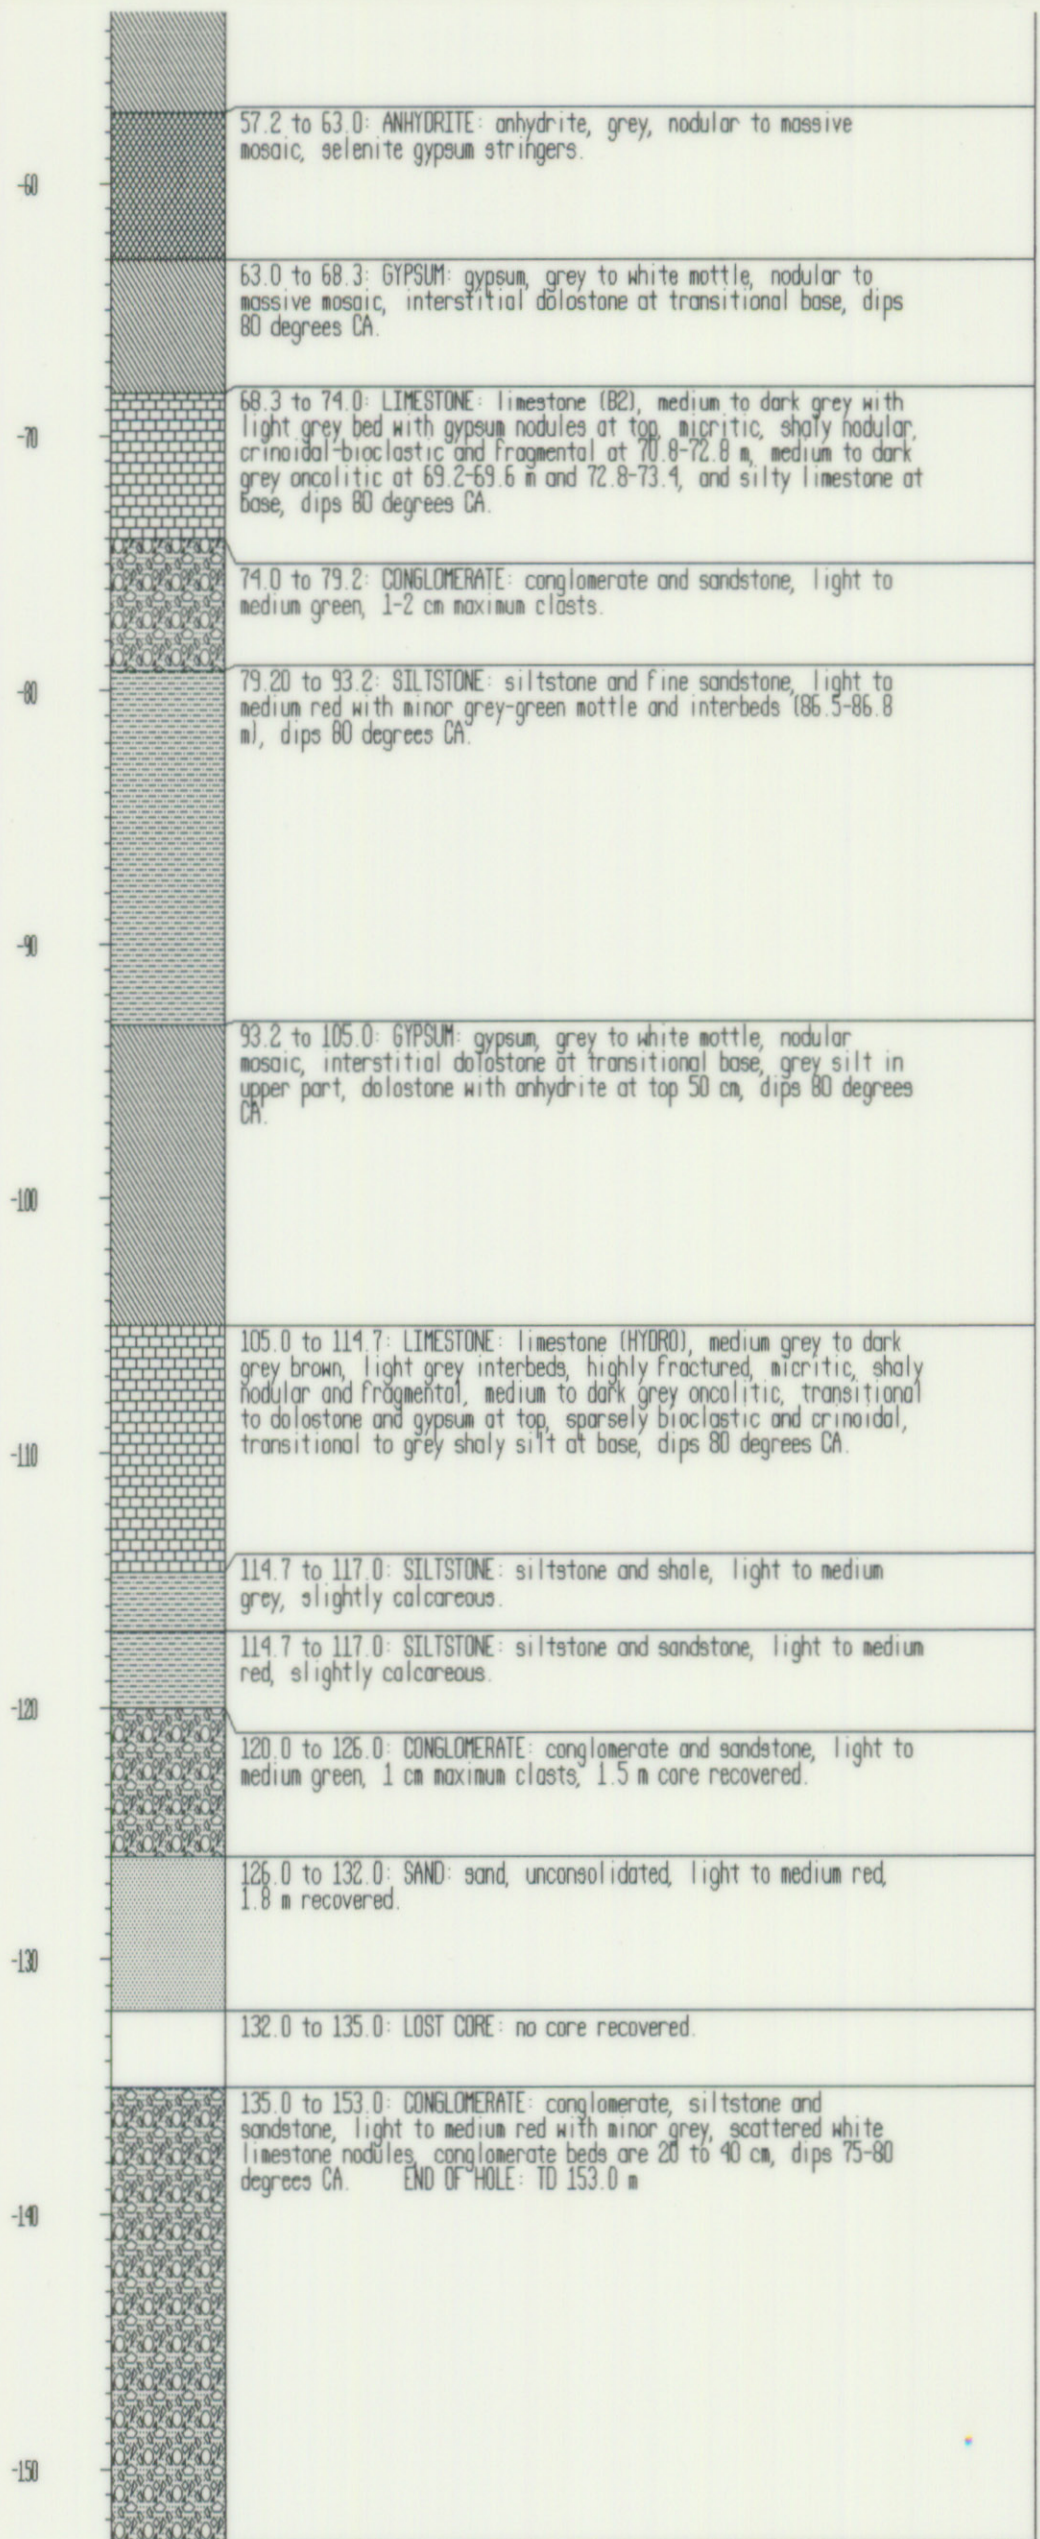 57.2 to 63.0: ANHYDRITE: anhydrite, grey, nodular to massive
mosaic, selenite gypsum stringers.
-60
63.0 to 68.3: GYPSUM: gypsum, grey to white mottle, nodular to
massive mosaic, interstitial dolostone at transitional base, dips
80 degrees CA.
68.3 to 74.0: LIMESTONE: limestone (B2), medium to dark grey with
light grey bed with gypsum nodules at top, micritic, shaly nodular,
-70
crinoidal-bioclastic and fragmental at 70.8-72.8 m, medium to dark
grey oncolitic at 69.2-69.6 m and 72.8-73.4, and silty limestone at
base, dips 80 degrees CA.
74.0 to 79.2: CONGLOMERATE: conglomerate and sandstone, light to
medium green, 1-2 cm maximum clasts.
79.20 to 93.2: SILTSTONE: siltstone and fine sandstone, light to
-80
medium red with minor grey-green mottle and interbeds (86.5-86.8
m), dips 80 degrees CA.
-90
93.2 to 105.0: GYPSUM: gypsum, grey to white mottle, nodular
mosaic, interstitial dolostone at transitional base, grey silt in
upper part, dolostone with anhydrite at top 50 cm, dips 80 degrees
CA.
-100
105.0 to 114.7: LIMESTONE: limestone (HYDRO), medium grey to dark
grey brown, light grey interbeds, highly fractured, micritic, shaly
nodular and fragmental, medium to dark grey oncolitic, transitional
to dolostone and gypsum at top, sparsely bioclastic and crinoidal,
transitional to grey shaly silt at base, dips 80 degrees CA.
-110
114.7 to 117.0: SILTSTONE: siltstone and shale, light to medium
grey, slightly calcareous.
114.7 to 117.0: SILTSTONE: siltstone and sandstone, light to medium
red, slightly calcareous.
-120
120.0 to 126.0: CONGLOMERATE: conglomerate and sandstone, light to
medium green, 1 cm maximum clasts, 1.5 m core recovered.
126.0 to 132.0: SAND: sand, unconsolidated, light to medium red,
1.8 m recovered.
-130
132.0 to 135.0: LOST CORE: no core recovered.
135.0 to 153.0: CONGLOMERATE: conglomerate, siltstone and
sandstone, light to medium red with minor grey, scattered white
limestone nodules, conglomerate beds are 20 to 40 cm, dips 75-80
degrees CA. END OF HOLE: TD 153.0 m
-140
-150